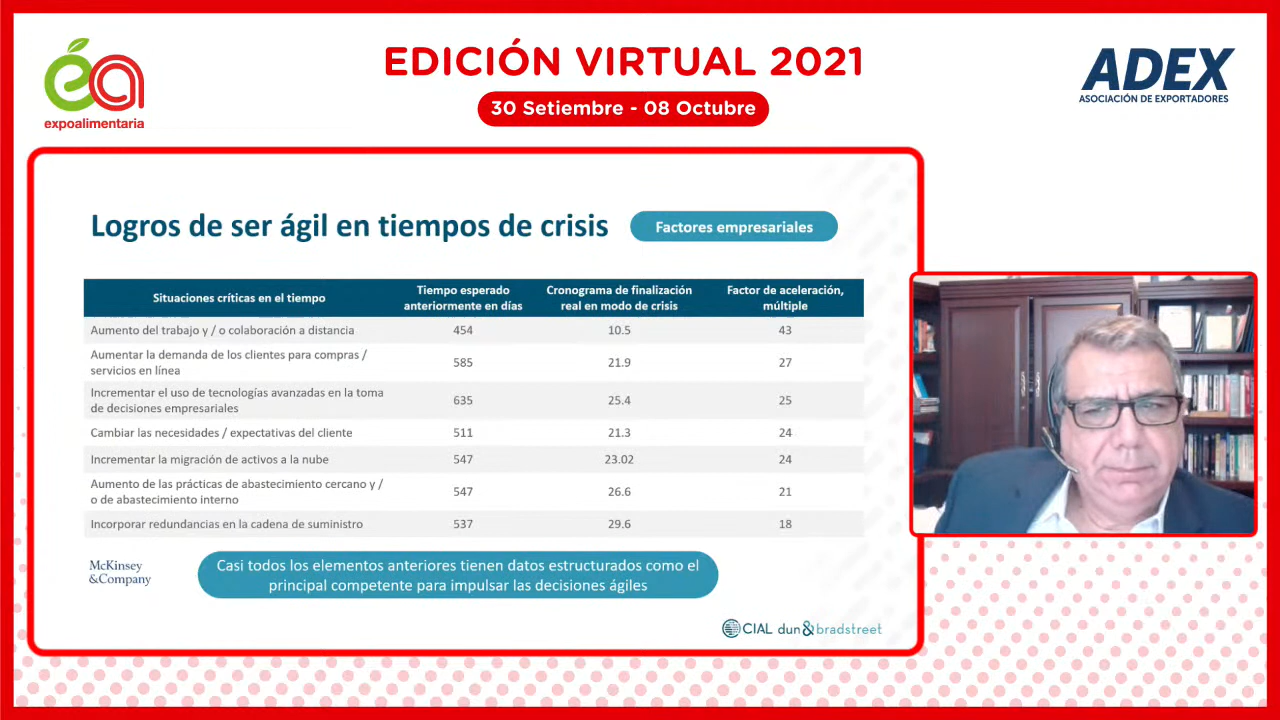 éa
expoalimentaria
EDICIÓN VIRTUAL 2021
30 Setiembre - 08 Octubre
ADEX
ASOCIACIÓN DE EXPORTADORES
Logros de ser ágil en tiempos de crisis
Factores empresariales
Situaciones críticas en el tiempo
Tiempo esperado
anteriormente en días
Cronograma de finalización
real en modo de crisis
Factor de aceleración,
múltiple
Aumento del trabajo y / o colaboración a distancia 454 10.5 43
Aumentar la demanda de los clientes para compras /
servicios en línea 585 21.9 27
Incrementar el uso de tecnologías avanzadas en la toma
de decisiones empresariales 635 25.4 25
Cambiar las necesidades / expectativas del cliente 511 21.3 24
Incrementar la migración de activos a la nube 547 23.02 24
Aumento de las prácticas de abastecimiento cercano y /
o de abastecimiento interno 547 26.6 21
Incorporar redundancias en la cadena de suministro 537 29.6 18
McKinsey
&Company
Casi todos los elementos anteriores tienen datos estructurados como el
principal competente para impulsar las decisiones ágiles
CIAL dun&bradstreet